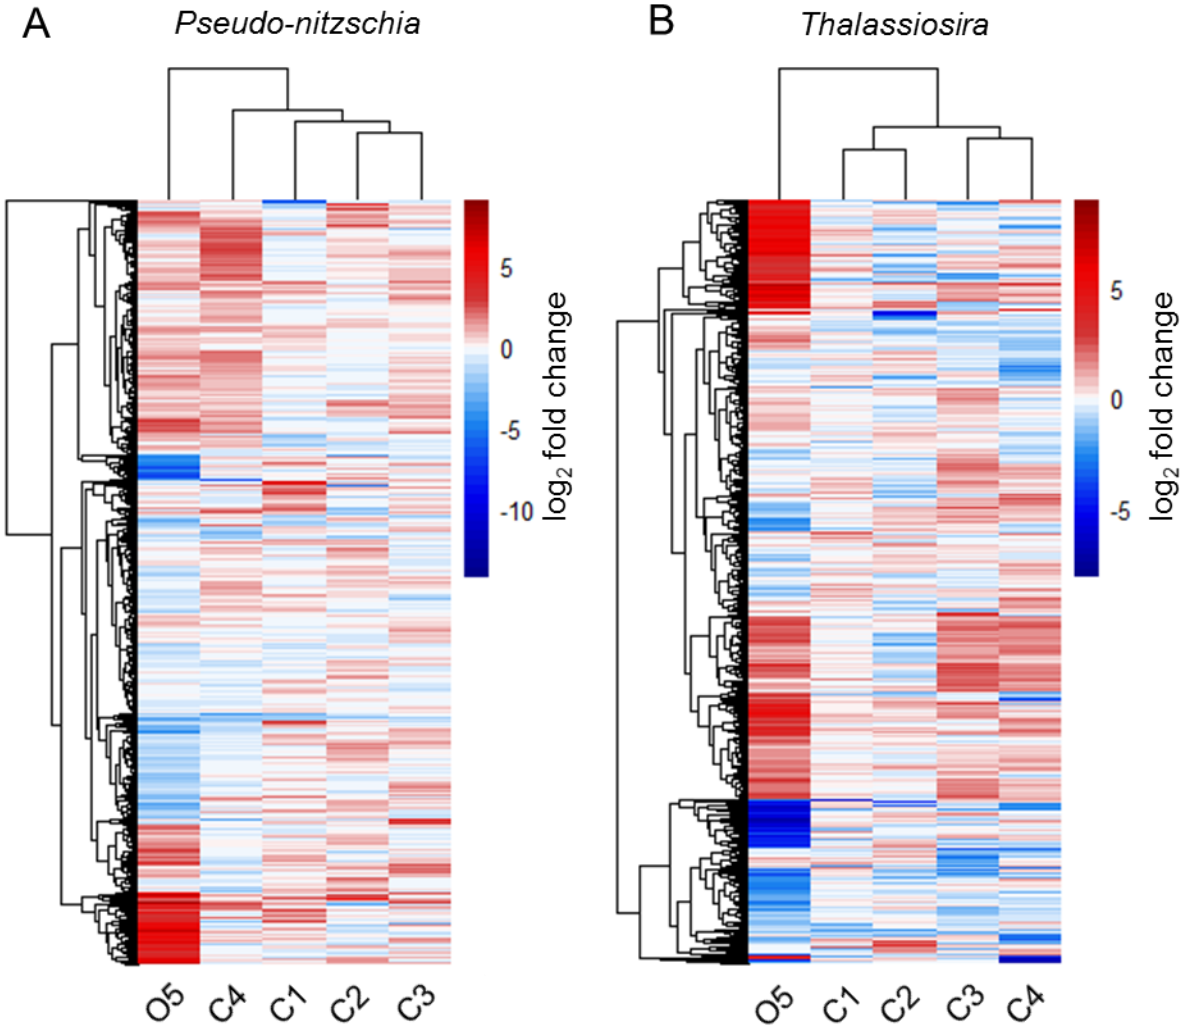 A
Pseudo-nitzschia
B
Thalassiosira
5
0
-5
-10
log2 fold change
5
0
-5
log2 fold change
O5 C4 C1 C2 C3
O5 C1 C2 C3 C4